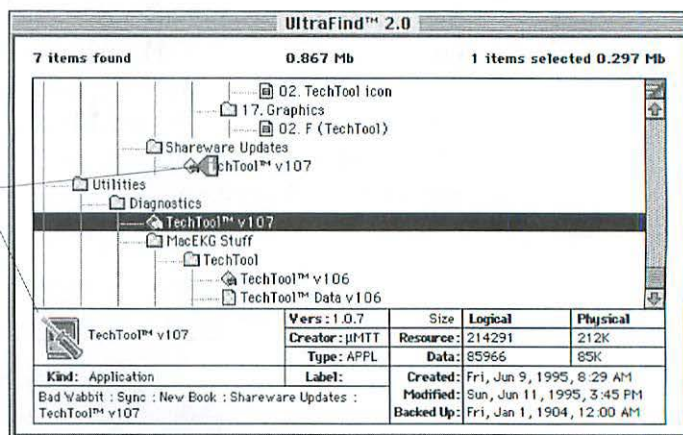 UltraFind™ 2.0
7 items found 0.867 Mb 1 items selected 0.297 Mb
02. TechTool icon
17. Graphics
02. F (TechTool)
Shareware Updates
TechTool™ v107
Utilities
Diagnostics
TechTool™ v107
MacEKG Stuff
TechTool
TechTool™ v106
TechTool™ Data v106
TechTool™ v107
Vers: 1.0.7
Creator: µMTT
Type: APPL
Kind: Application
Label:
Size Logical Physical
Resource: 214291 212K
Data: 85966 85K
Created: Fri, Jun 9, 1995, 8:29 AM
Modified: Sun, Jun 11, 1995, 3:45 PM
Backed Up: Fri, Jan 1, 1904, 12:00 AM
Bad Wabbit : Sync : New Book : Shareware Updates :
TechTool™ v107